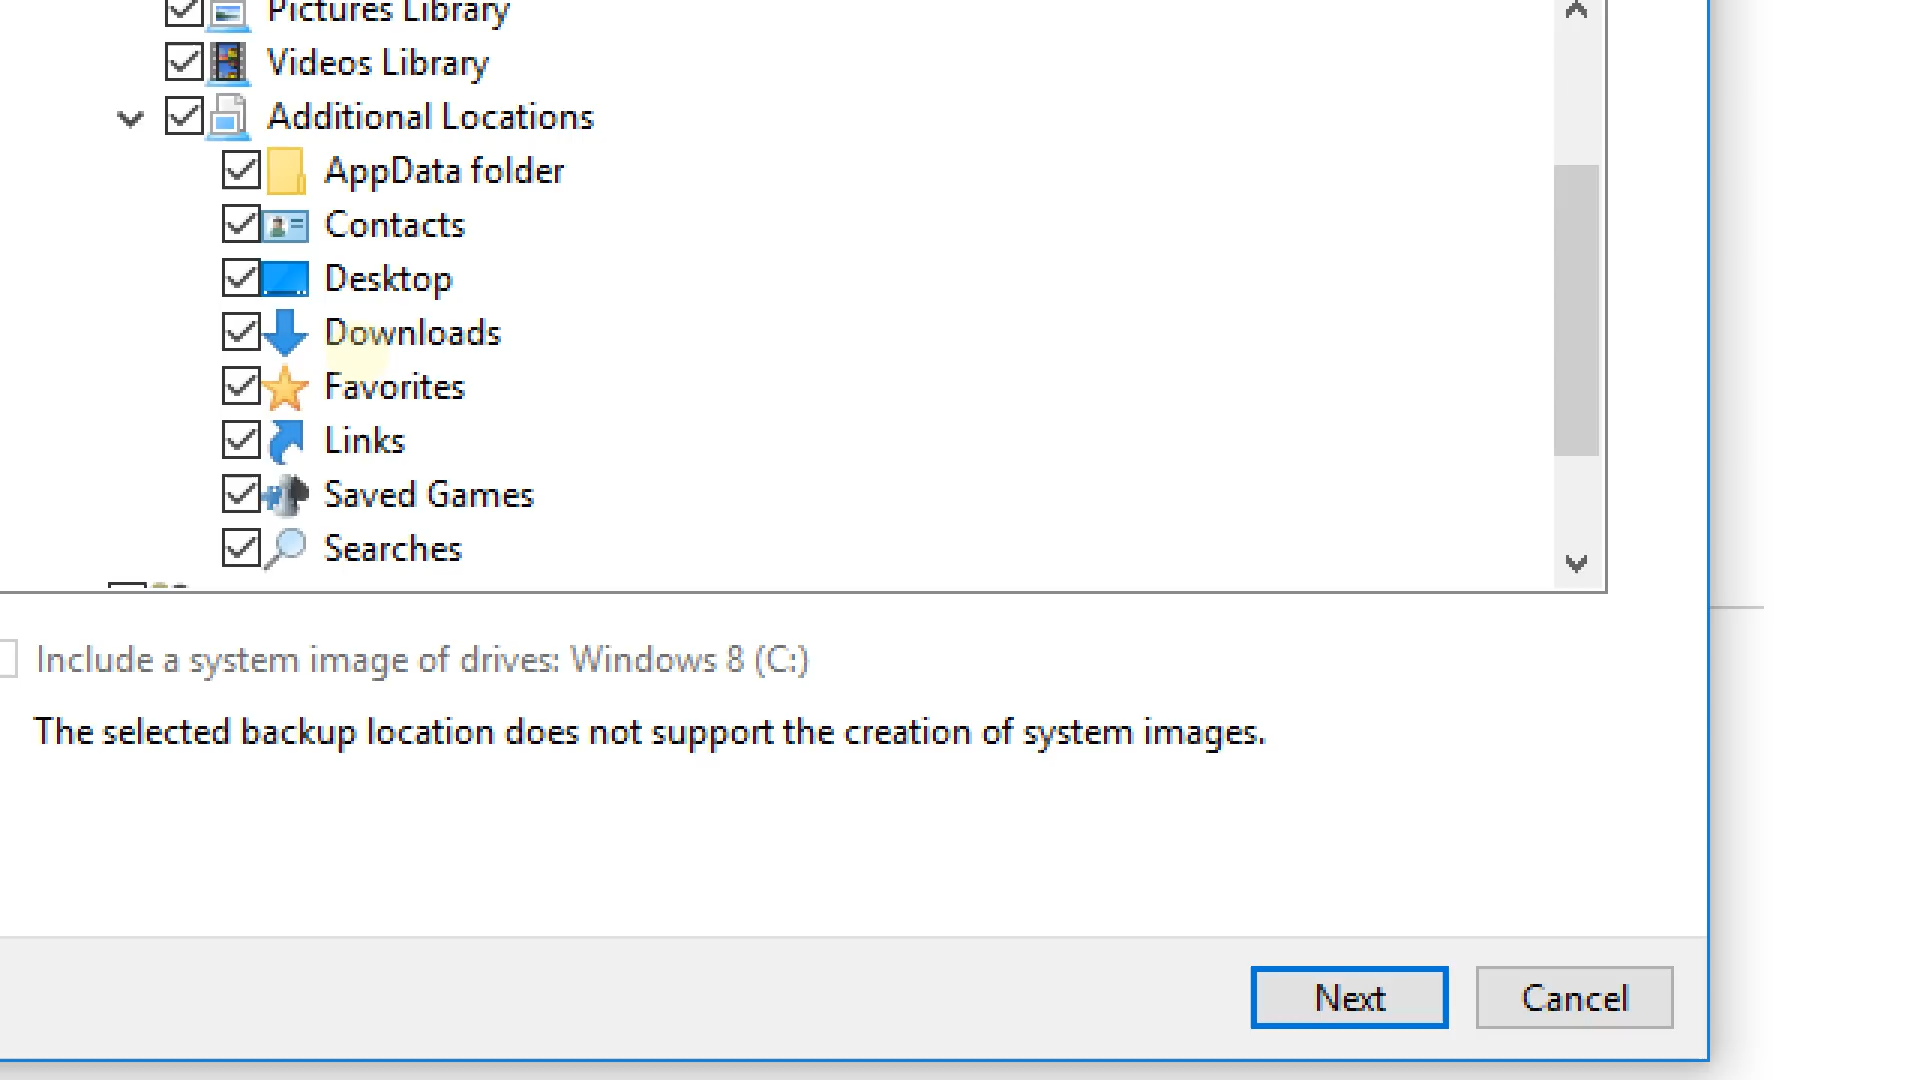 Pictures Library
Videos Library
Additional Locations
AppData folder
Contacts
Desktop
Downloads
Favorites
Links
Saved Games
Searches
Include a system image of drives: Windows 8 (C:)
The selected backup location does not support the creation of system images.
Next
Cancel